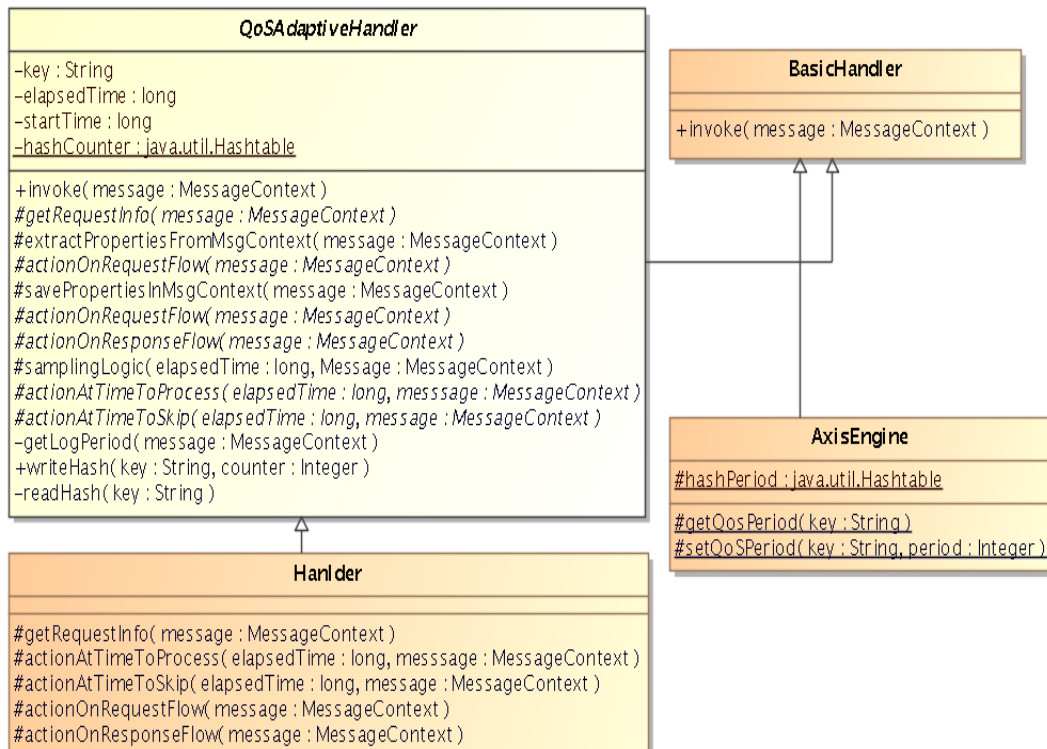 QoSAdaptiveHandler
-key : String
-elapsedTime : long
-startTime : long
-hashCounter : java.util.Hashtable
+invoke( message : MessageContext )
#getRequestInfo( message : MessageContext )
#extractPropertiesFromMsgContext( message : MessageContext )
#actionOnRequestFlow( message : MessageContext )
#savePropertiesInMsgContext( message : MessageContext )
#actionOnRequestFlow( message : MessageContext )
#actionOnResponseFlow( message : MessageContext )
#samplingLogic( elapsedTime : long, Message : MessageContext )
#actionAtTimeToProcess( elapsedTime : long, messsage : MessageContext )
#actionAtTimeToSkip( elapsedTime : long, message : MessageContext )
-getLogPeriod( message : MessageContext )
+writeHash( key : String, counter : Integer )
-readHash( key : String )
BasicHandler
+invoke( message : MessageContext )
AxisEngine
#hashPeriod : java.util.Hashtable
#getQosPeriod( key : String )
#setQoSPeriod( key : String, period : Integer )
Hanlder
#getRequestInfo( message : MessageContext )
#actionAtTimeToProcess( elapsedTime : long, messsage : MessageContext )
#actionAtTimeToSkip( elapsedTime : long, message : MessageContext )
#actionOnRequestFlow( message : MessageContext )
#actionOnResponseFlow( message : MessageContext )